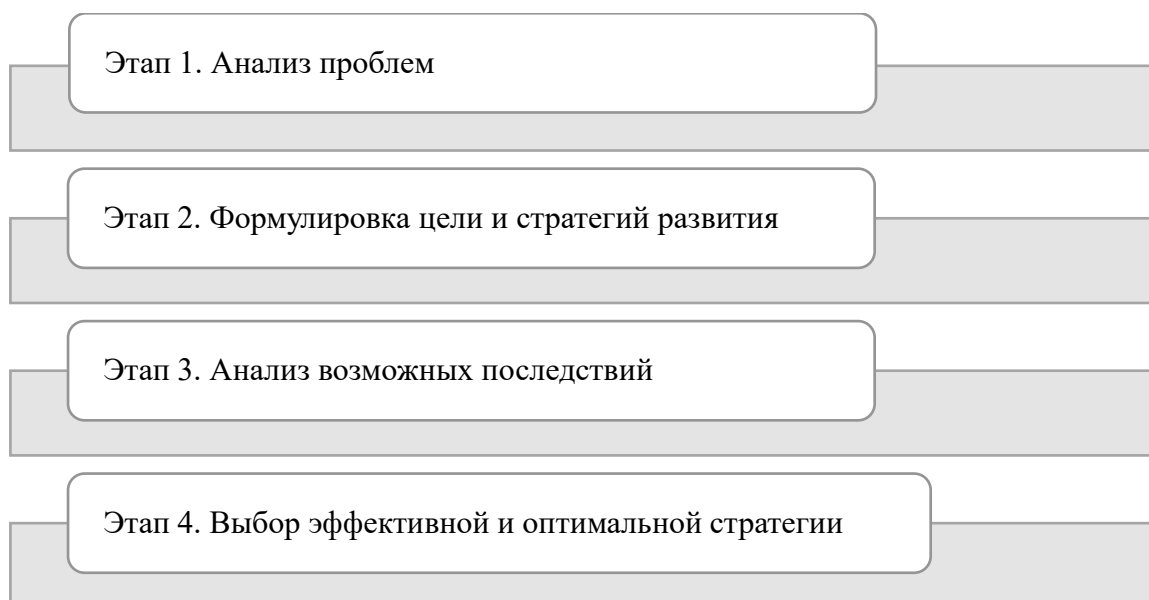 Этап 1. Анализ проблем
Этап 2. Формулировка цели и стратегий развития
Этап 3. Анализ возможных последствий
Этап 4. Выбор эффективной и оптимальной стратегии